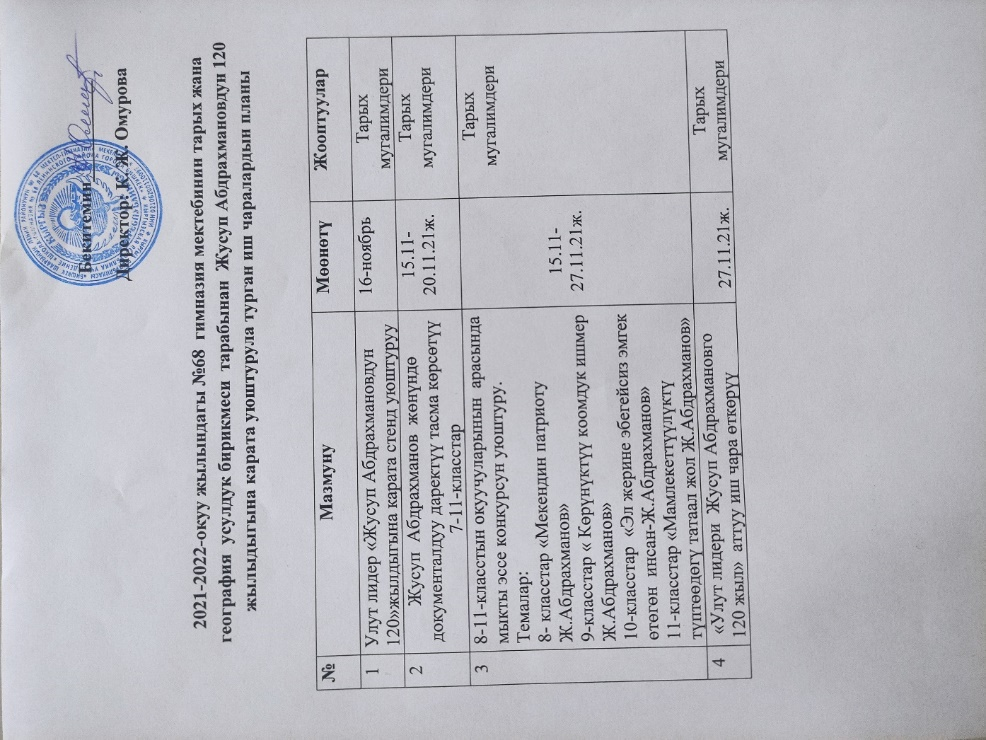 Бекитемин
Директор: К. Ж. Омурова
2021-2022-окуу жылындагы №68 гимназия мектебинин тарых жана
география усулдук бирикмеси тарабынан Жусуп Абдрахмановдун 120
жылыдыгына карата уюштурула турган иш чаралардын планы
№ Мазмуну Мөөнөтү Жооптуулар
1 Улут лидер «Жусуп Абдрахмановдун 16-ноябрь Тарых
120»жылдыгына карата стенд уюштуруу мугалимдери
2 Жусуп Абдрахманов жөнүндө 15.11- Тарых
документалдуу даректүү тасма көрсөтүү 20.11.21ж. мугалимдери
7-11-класстар
3 8-11-класстын окуучуларынын арасында Тарых
мыкты эссе конкурсун уюштуру. мугалимдери
Темалар:
8- класстар «Мекендин патриоту 15.11-
Ж.Абдрахманов» 27.11.21ж.
9-класстар « Көрүнүктүү коомдук ишмер
Ж.Абдрахманов»
10-класстар «Эл жерине эбегейсиз эмгек
өтөгөн инсан-Ж.Абдрахманов»
11-класстар «Мамлекеттүүлүктү
түптөөдөгү татаал жол Ж.Абдрахманов»
4 «Улут лидери Жусуп Абдрахмановго 27.11.21ж. Тарых
120 жыл» аттуу иш чара өткөрүү мугалимдери